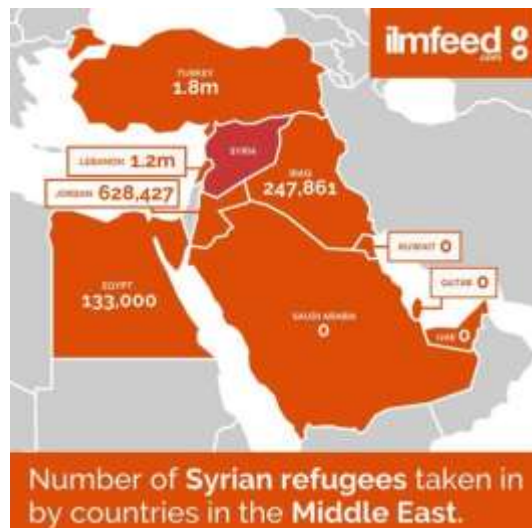 ilmfeed
.com
TURKEY
1.8m
SYRIA
LEBANON 1.2m
IRAQ
247,861
JORDAN 628,427
KUWAIT 0
EGYPT
133,000
QATAR 0
SAUDI ARABIA
0
UAE 0
Number of Syrian refugees taken in
by countries in the Middle East.